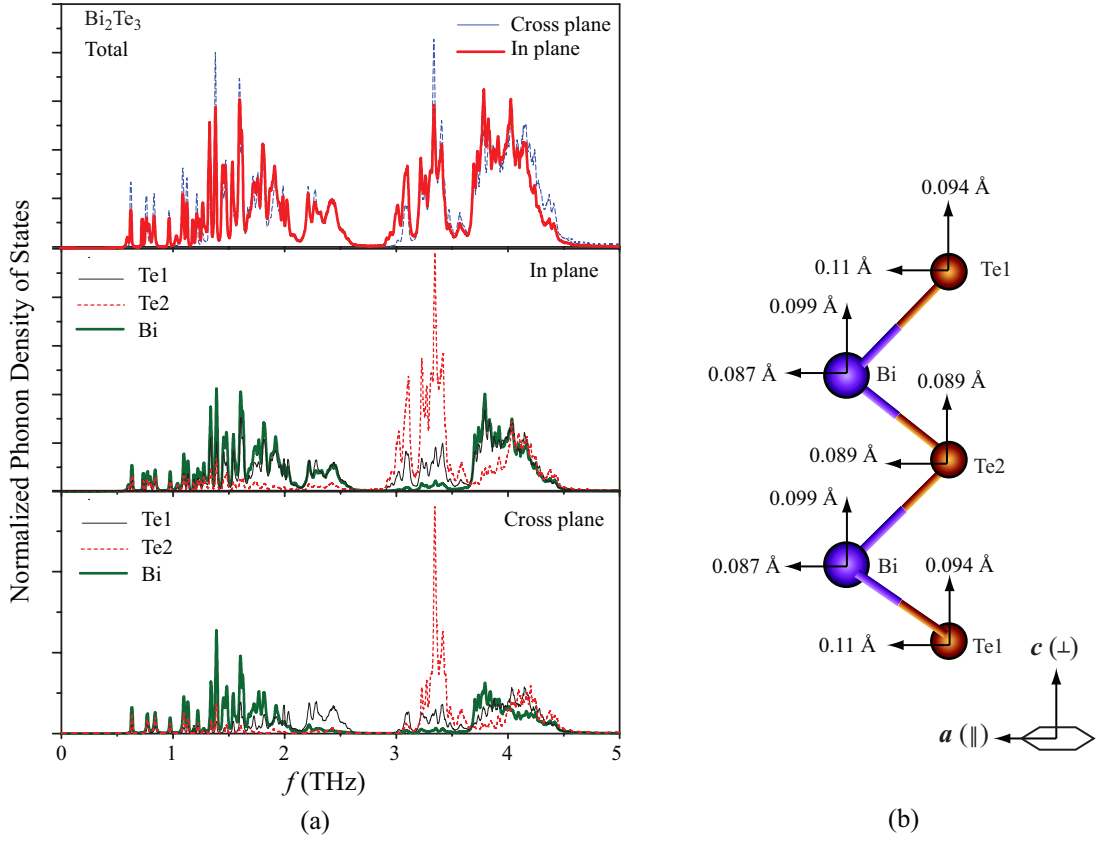 Normalized Phonon Density of States
Bi₂Te₃
Total
Cross plane
In plane
In plane
Te1
Te2
Bi
Cross plane
Te1
Te2
Bi
0 1 2 3 4 5
f (THz)
(a)
0.094 Å
0.11 Å
Te1
0.099 Å
0.087 Å
Bi
0.089 Å
0.089 Å
Te2
0.099 Å
0.087 Å
Bi
0.094 Å
0.11 Å
Te1
c (⊥)
a (∥)
(b)